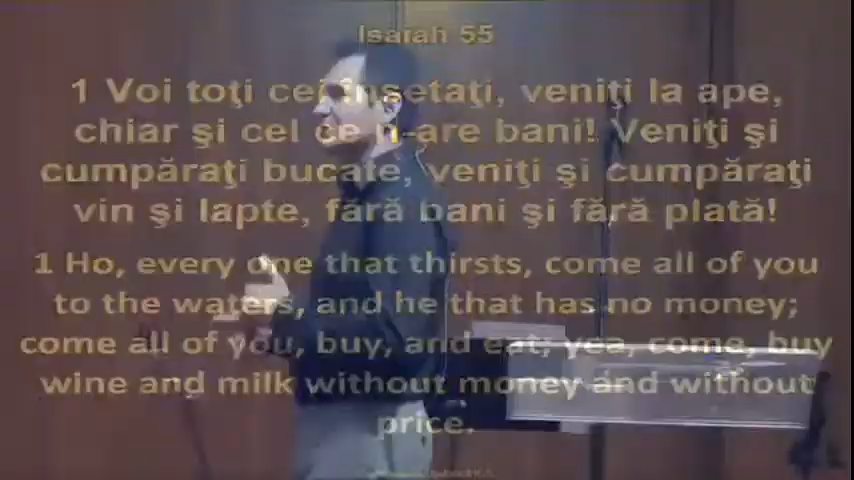 Isaiah 55
1 Voi toţi cei însetaţi, veniţi la ape,
chiar şi cel ce n-are bani! Veniţi şi
cumpăraţi bucate, veniţi şi cumpăraţi
vin şi lapte, fără bani şi fără plată!
1 Ho, every one that thirsts, come all of you
to the waters, and he that has no money;
come all of you, buy, and eat; yea, come, buy
wine and milk without money and without
price.